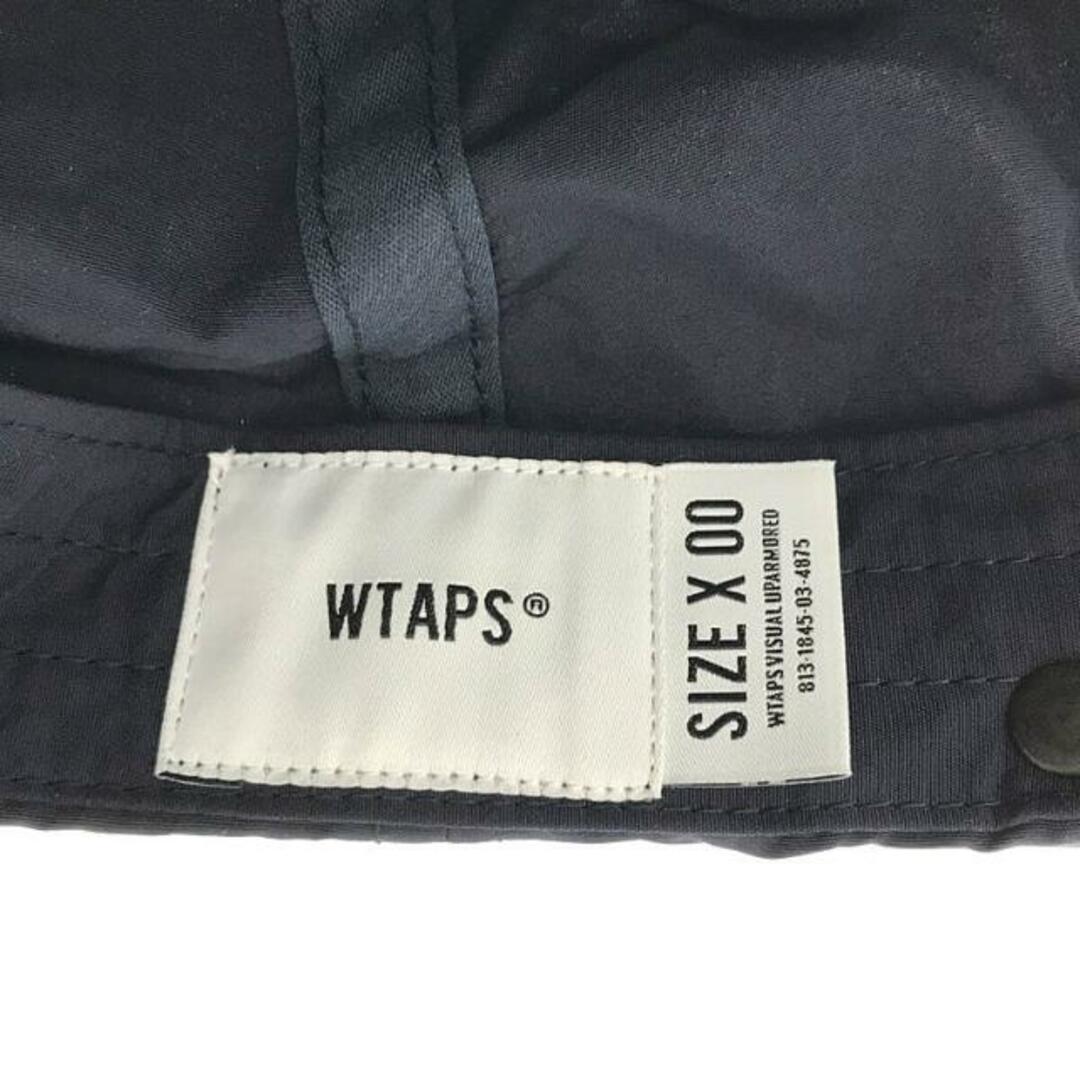 WTAPS®
SIZE X 00
WTAPS VISUAL UPARMORED
813-1845-03-4875